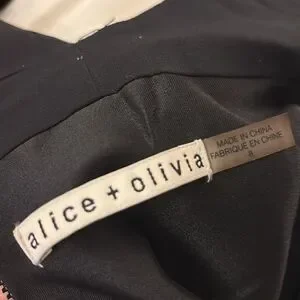 alice + olivia
MADE IN CHINA
FABRIQUE EN CHINE
8